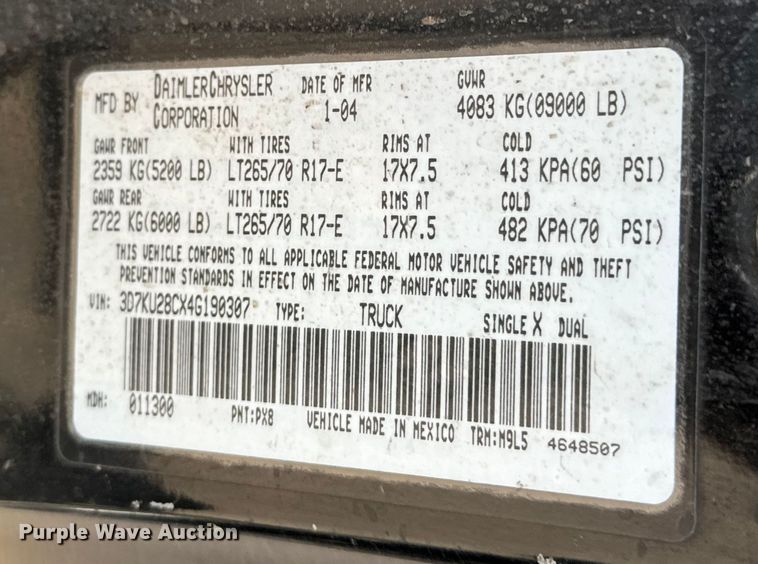 MFD BY DAIMLERCHRYSLER CORPORATION DATE OF MFR 1-04 GVWR 4083 KG(09000 LB)
GAWR FRONT WITH TIRES RIMS AT COLD
2359 KG(5200 LB) LT265/70 R17-E 17X7.5 413 KPA(60 PSI)
GAWR REAR WITH TIRES RIMS AT COLD
2722 KG(6000 LB) LT265/70 R17-E 17X7.5 482 KPA(70 PSI)
THIS VEHICLE CONFORMS TO ALL APPLICABLE FEDERAL MOTOR VEHICLE SAFETY AND THEFT
PREVENTION STANDARDS IN EFFECT ON THE DATE OF MANUFACTURE SHOWN ABOVE.
VIN: 3D7KU28CX4G190307 TYPE: TRUCK SINGLE X DUAL
MDH: 011300 PNT:PX8 VEHICLE MADE IN MEXICO TRM:M9L5 4648507
Purple Wave Auction